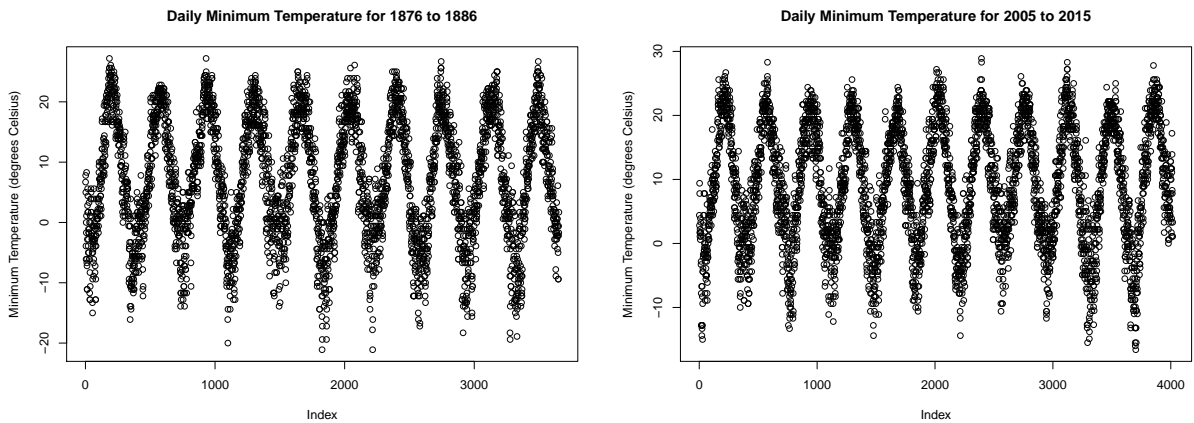 Daily Minimum Temperature for 1876 to 1886
Minimum Temperature (degrees Celsius)
20
10
0
−10
−20
0 1000 2000 3000
Index
Daily Minimum Temperature for 2005 to 2015
Minimum Temperature (degrees Celsius)
30
20
10
0
−10
0 1000 2000 3000 4000
Index